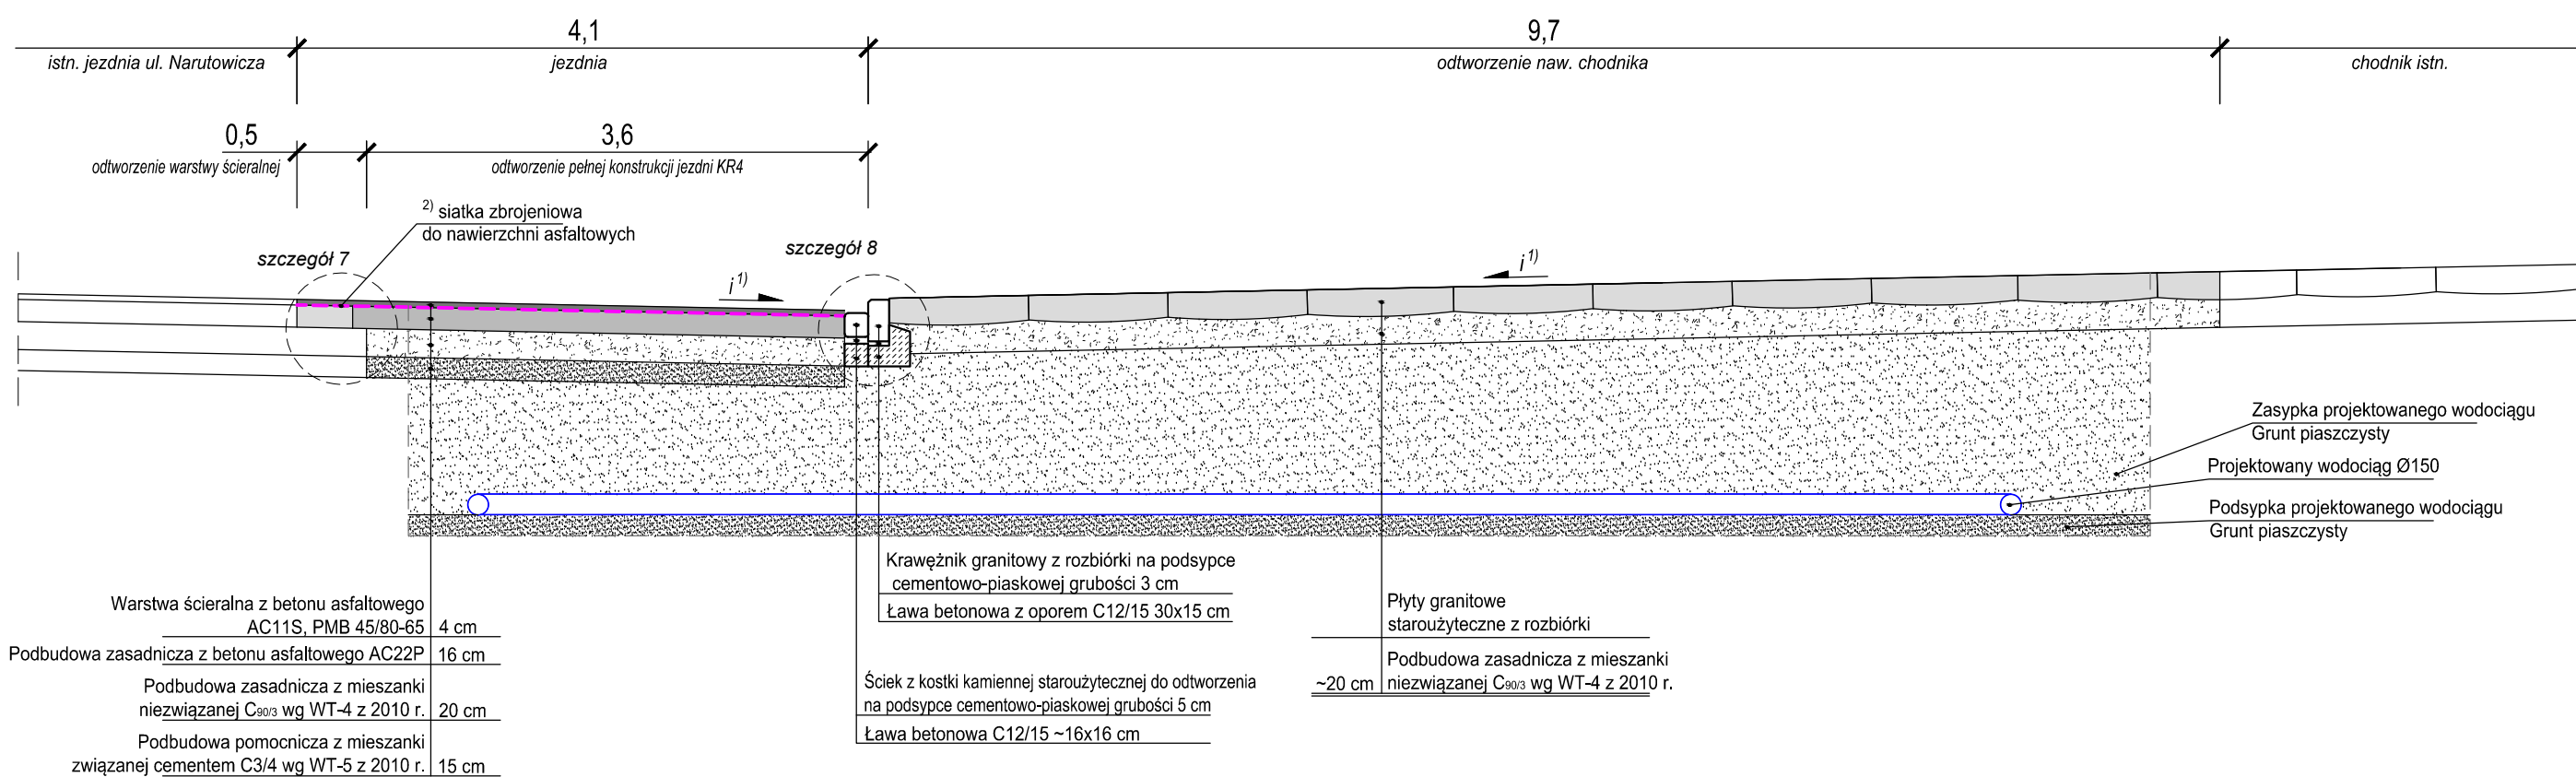 4,1
9,7
istn. jezdnia ul. Narutowicza
jezdnia
odtworzenie naw. chodnika
chodnik istn.
0,5
3,6
odtworzenie warstwy ścieralnej
odtworzenie pełnej konstrukcji jezdni KR4
2) siatka zbrojeniowa
do nawierzchni asfaltowych
szczegół 7
szczegół 8
i 1)
i 1)
Zasypka projektowanego wodociągu
Grunt piaszczysty
Projektowany wodociąg Ø150
Podsypka projektowanego wodociągu
Grunt piaszczysty
Warstwa ścieralna z betonu asfaltowego
AC11S, PMB 45/80-65 4 cm
Podbudowa zasadnicza z betonu asfaltowego AC22P 16 cm
Podbudowa zasadnicza z mieszanki
niezwiązanej C90/3 wg WT-4 z 2010 r. 20 cm
Podbudowa pomocnicza z mieszanki
związanej cementem C3/4 wg WT-5 z 2010 r. 15 cm
Krawężnik granitowy z rozbiórki na podsypce
cementowo-piaskowej grubości 3 cm
Ława betonowa z oporem C12/15 30x15 cm
Ściek z kostki kamiennej staroużytecznej do odtworzenia
na podsypce cementowo-piaskowej grubości 5 cm
Ława betonowa C12/15 ~16x16 cm
Płyty granitowe
staroużyteczne z rozbiórki
Podbudowa zasadnicza z mieszanki
~20 cm niezwiązanej C90/3 wg WT-4 z 2010 r.